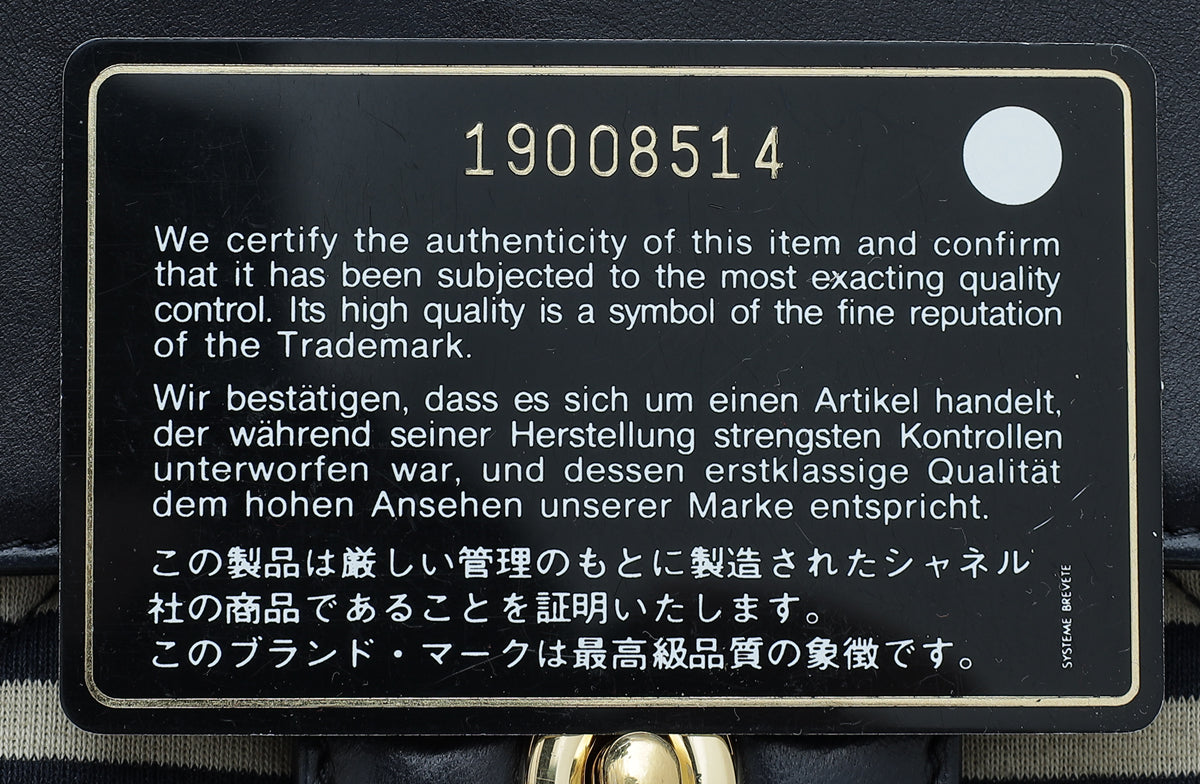 19008514
We certify the authenticity of this item and confirm
that it has been subjected to the most exacting quality
control. Its high quality is a symbol of the fine reputation
of the Trademark.
Wir bestätigen, dass es sich um einen Artikel handelt,
der während seiner Herstellung strengsten Kontrollen
unterworfen war, und dessen erstklassige Qualität
dem hohen Ansehen unserer Marke entspricht.
この製品は厳しい管理のもとに製造されたシャネル
社の商品であることを証明いたします。
このブランド・マークは最高級品質の象徴です。
SYSTEME BREVETE